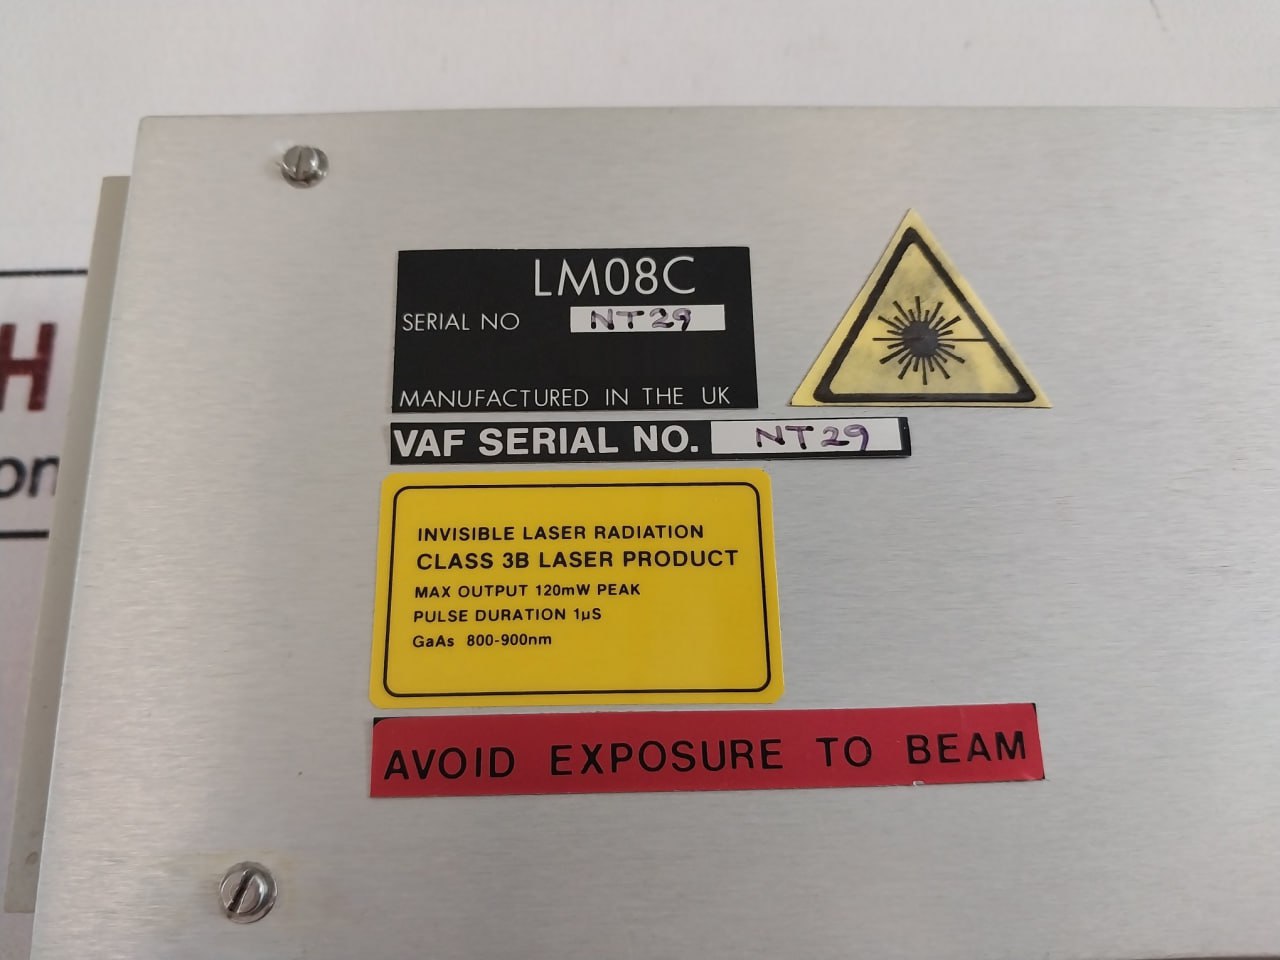 LM08C
SERIAL NO NT29
MANUFACTURED IN THE UK
VAF SERIAL NO. NT29
INVISIBLE LASER RADIATION
CLASS 3B LASER PRODUCT
MAX OUTPUT 120mW PEAK
PULSE DURATION 1µS
GaAs 800-900nm
AVOID EXPOSURE TO BEAM
H
on